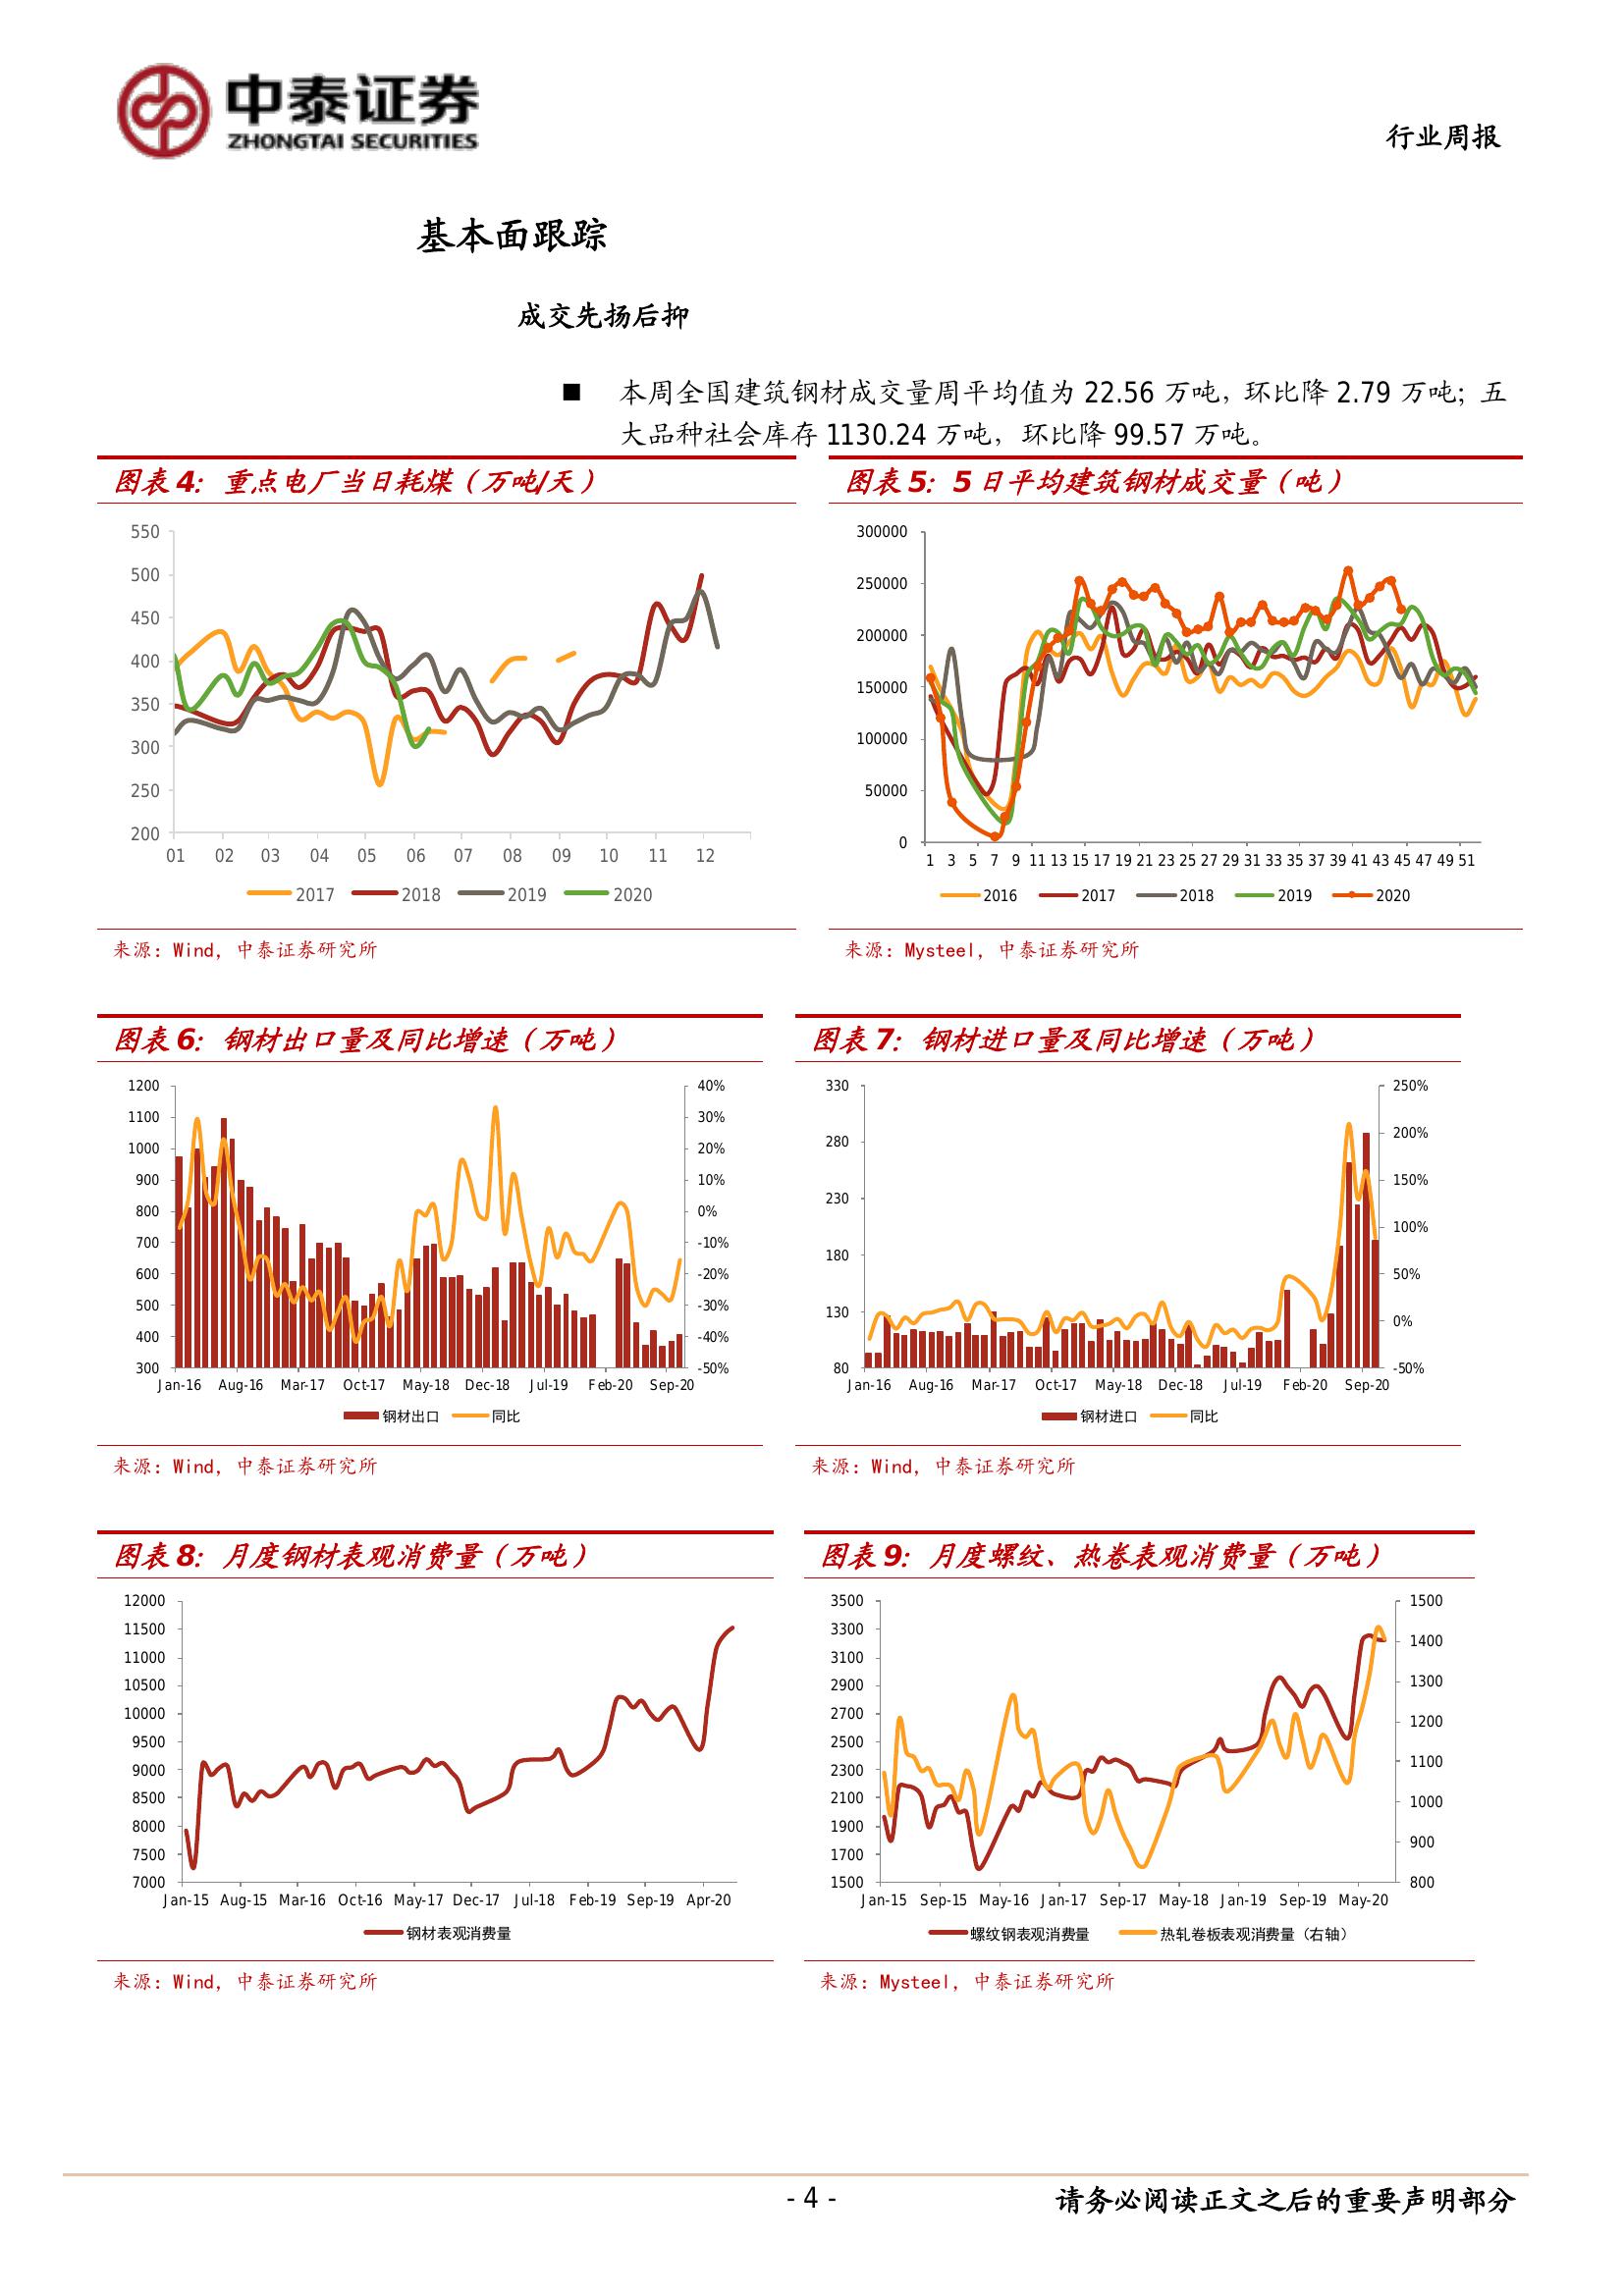 中泰证券
ZHONGTAI SECURITIES
行业周报
基本面跟踪
成交先扬后抑
■ 本周全国建筑钢材成交量周平均值为 22.56 万吨，环比降 2.79 万吨；五
大品种社会库存 1130.24 万吨，环比降 99.57 万吨。
图表 4：重点电厂当日耗煤（万吨/天）
550
500
450
400
350
300
250
200
01 02 03 04 05 06 07 08 09 10 11 12
2017 2018 2019 2020
来源：Wind，中泰证券研究所
图表 5：5 日平均建筑钢材成交量（吨）
300000
250000
200000
150000
100000
50000
0
1 3 5 7 9 11 13 15 17 19 21 23 25 27 29 31 33 35 37 39 41 43 45 47 49 51
2016 2017 2018 2019 2020
来源：Mysteel，中泰证券研究所
图表 6：钢材出口量及同比增速（万吨）
1200 40%
1100 30%
1000 20%
900 10%
800 0%
700 -10%
600 -20%
500 -30%
400 -40%
300 -50%
Jan-16 Aug-16 Mar-17 Oct-17 May-18 Dec-18 Jul-19 Feb-20 Sep-20
钢材出口 同比
来源：Wind，中泰证券研究所
图表 7：钢材进口量及同比增速（万吨）
330
280
230
180
130
80
250%
200%
150%
100%
50%
0%
-50%
Jan-16 Aug-16 Mar-17 Oct-17 May-18 Dec-18 Jul-19 Feb-20 Sep-20
钢材进口 同比
来源：Wind，中泰证券研究所
图表 8：月度钢材表观消费量（万吨）
12000
11500
11000
10500
10000
9500
9000
8500
8000
7500
7000
Jan-15 Aug-15 Mar-16 Oct-16 May-17 Dec-17 Jul-18 Feb-19 Sep-19 Apr-20
钢材表观消费量
来源：Wind，中泰证券研究所
图表 9：月度螺纹、热卷表观消费量（万吨）
3500
3300
3100
2900
2700
2500
2300
2100
1900
1700
1500
1500
1400
1300
1200
1100
1000
900
800
Jan-15 Sep-15 May-16 Jan-17 Sep-17 May-18 Jan-19 Sep-19 May-20
螺纹钢表观消费量 热轧卷板表观消费量（右轴）
来源：Mysteel，中泰证券研究所
- 4 -
请务必阅读正文之后的重要声明部分